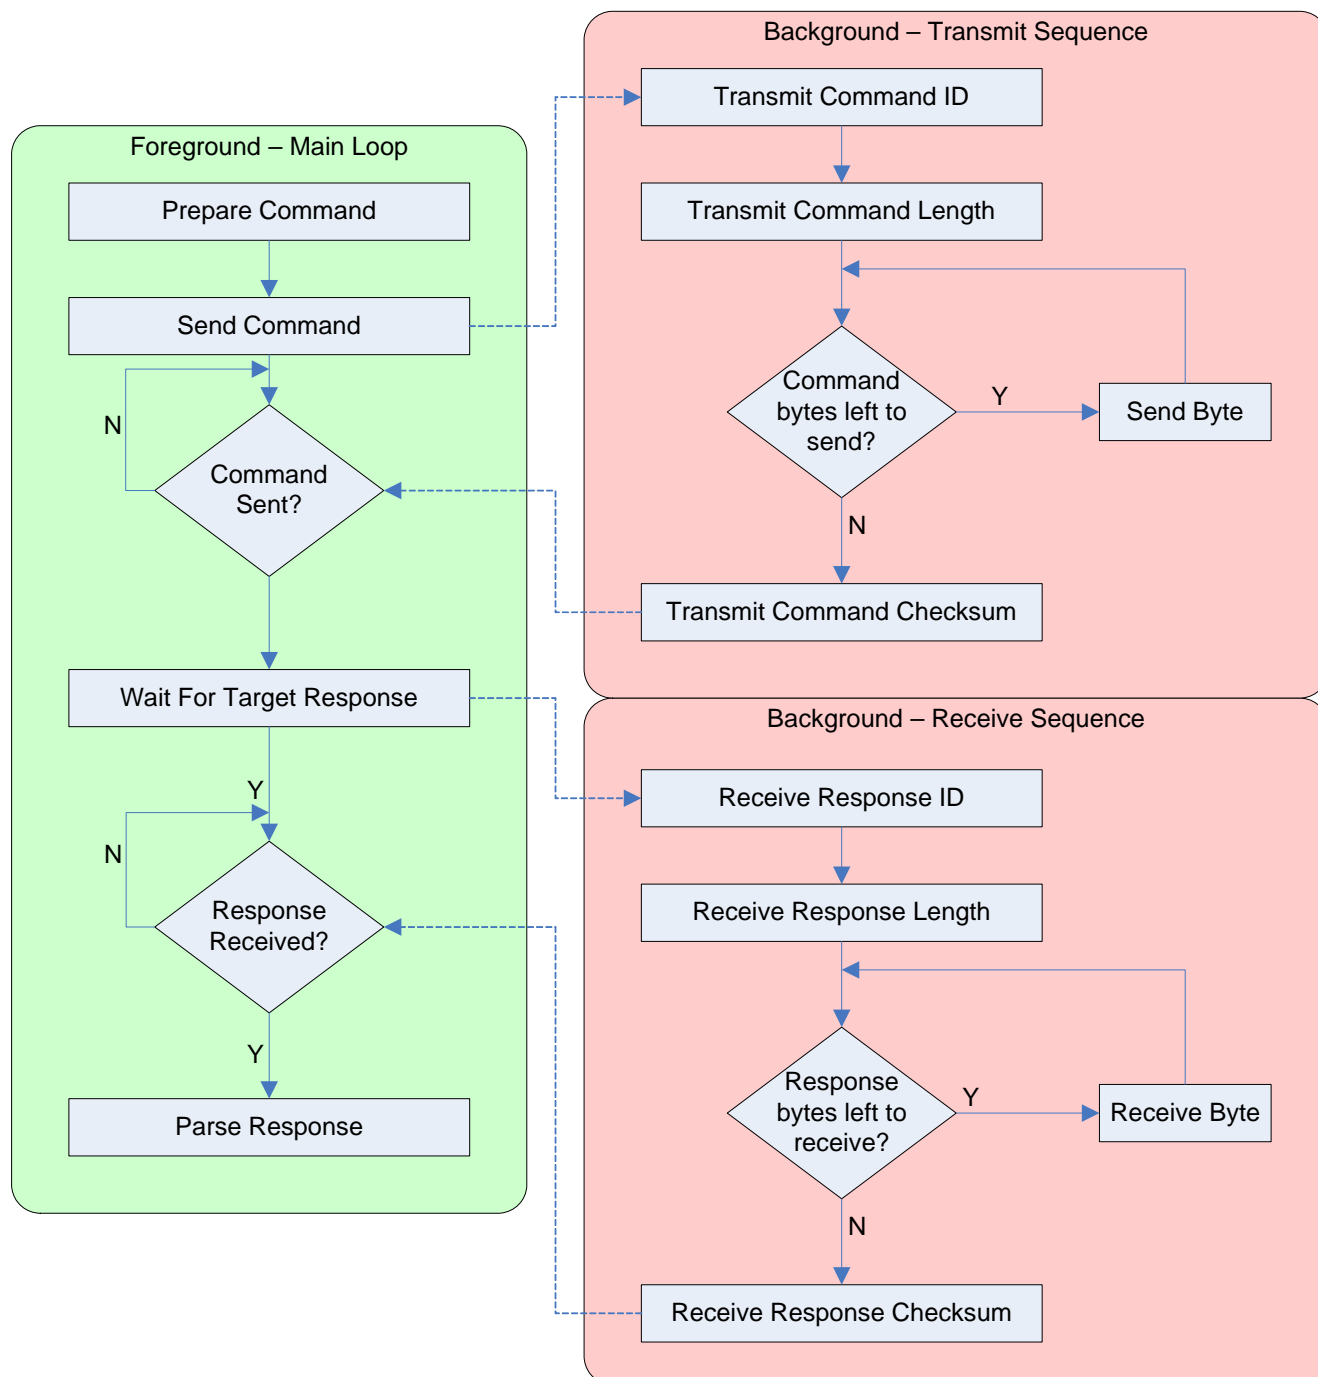 Foreground – Main Loop
Prepare Command
Send Command
N
Command
Sent?
Wait For Target Response
Y
N
Response
Received?
Y
Parse Response
Background – Transmit Sequence
Transmit Command ID
Transmit Command Length
Command
bytes left to
send?
Y
Send Byte
N
Transmit Command Checksum
Background – Receive Sequence
Receive Response ID
Receive Response Length
Response
bytes left to
receive?
Y
Receive Byte
N
Receive Response Checksum